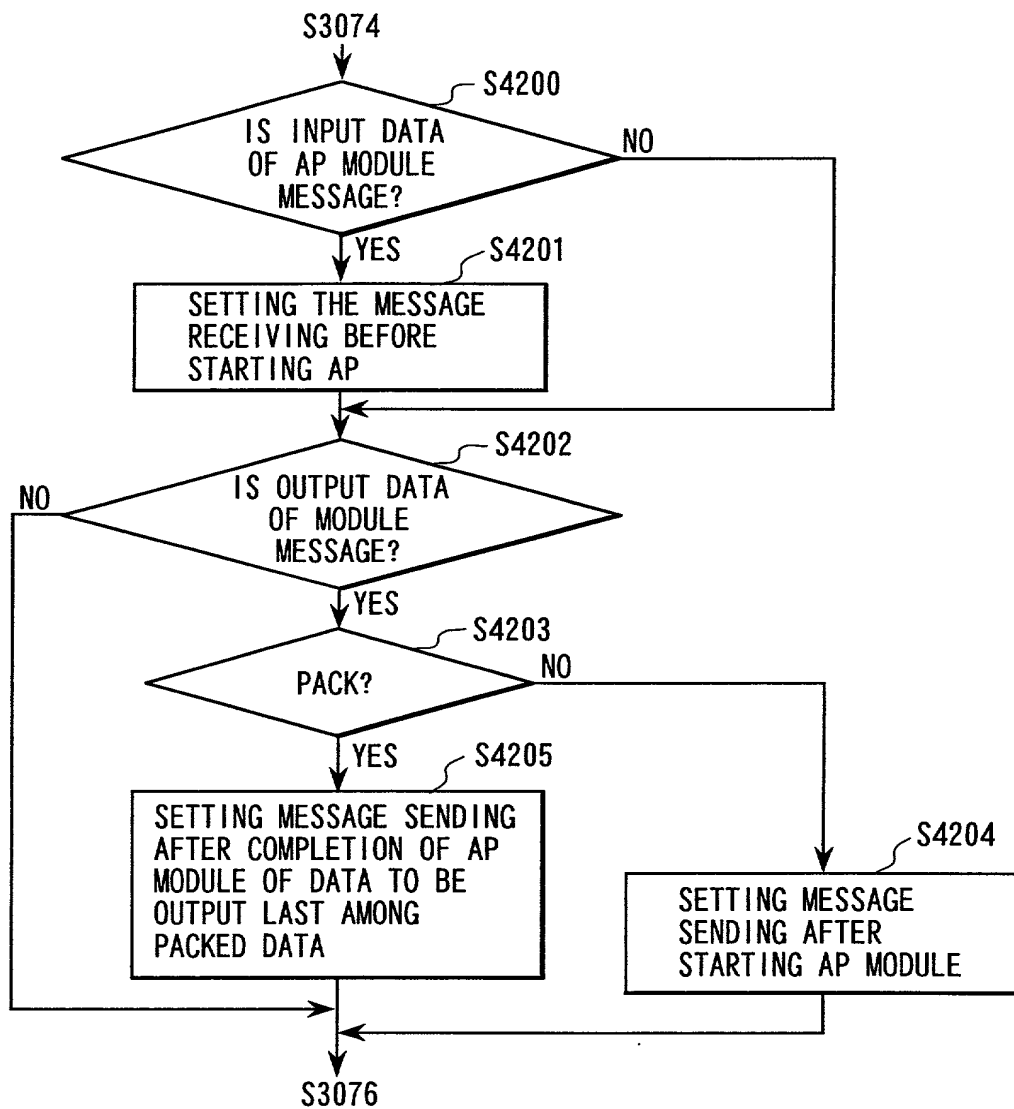 S3074
S4200
IS INPUT DATA
OF AP MODULE
MESSAGE?
NO
YES
S4201
SETTING THE MESSAGE
RECEIVING BEFORE
STARTING AP
S4202
NO
IS OUTPUT DATA
OF MODULE
MESSAGE?
YES
S4203
PACK?
NO
YES
S4205
SETTING MESSAGE SENDING
AFTER COMPLETION OF AP
MODULE OF DATA TO BE
OUTPUT LAST AMONG
PACKED DATA
S4204
SETTING MESSAGE
SENDING AFTER
STARTING AP MODULE
S3076